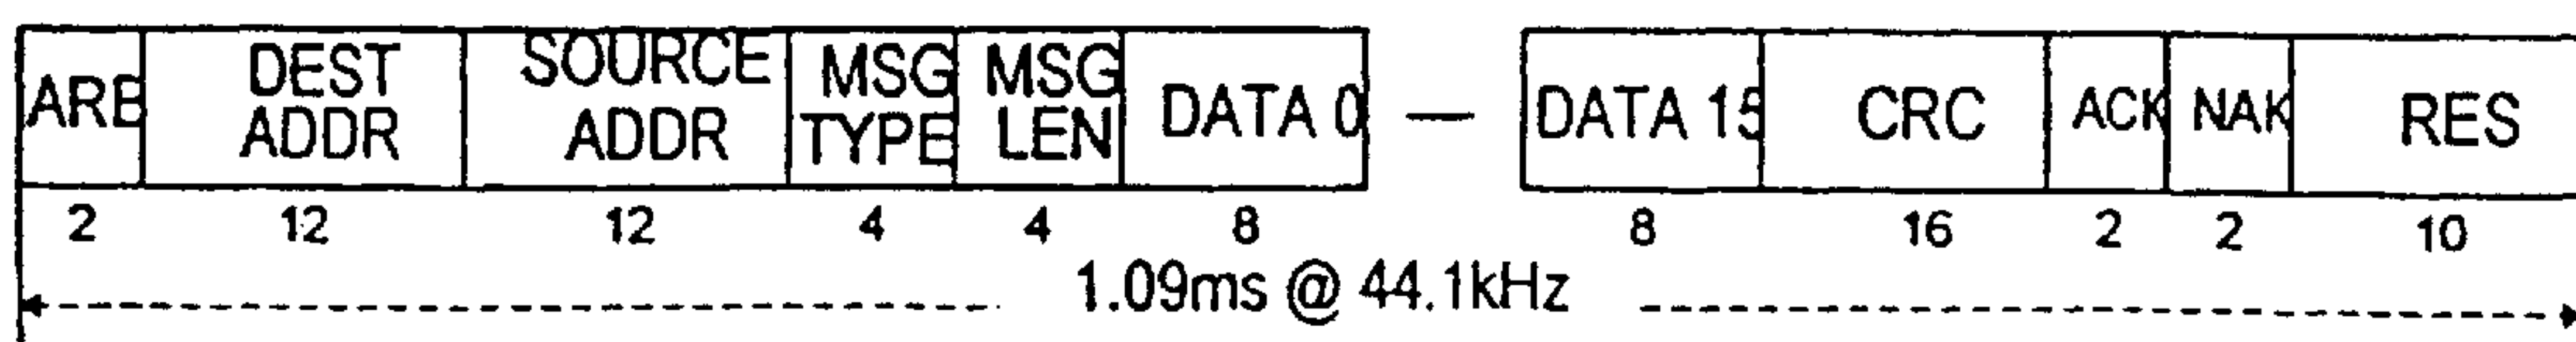 ARB
DEST
ADDR
SOURCE
ADDR
MSG
TYPE
MSG
LEN
DATA 0
—
DATA 15
CRC
ACK
NAK
RES
2 12 12 4 4 8 8 16 2 2 10
1.09ms @ 44.1kHz